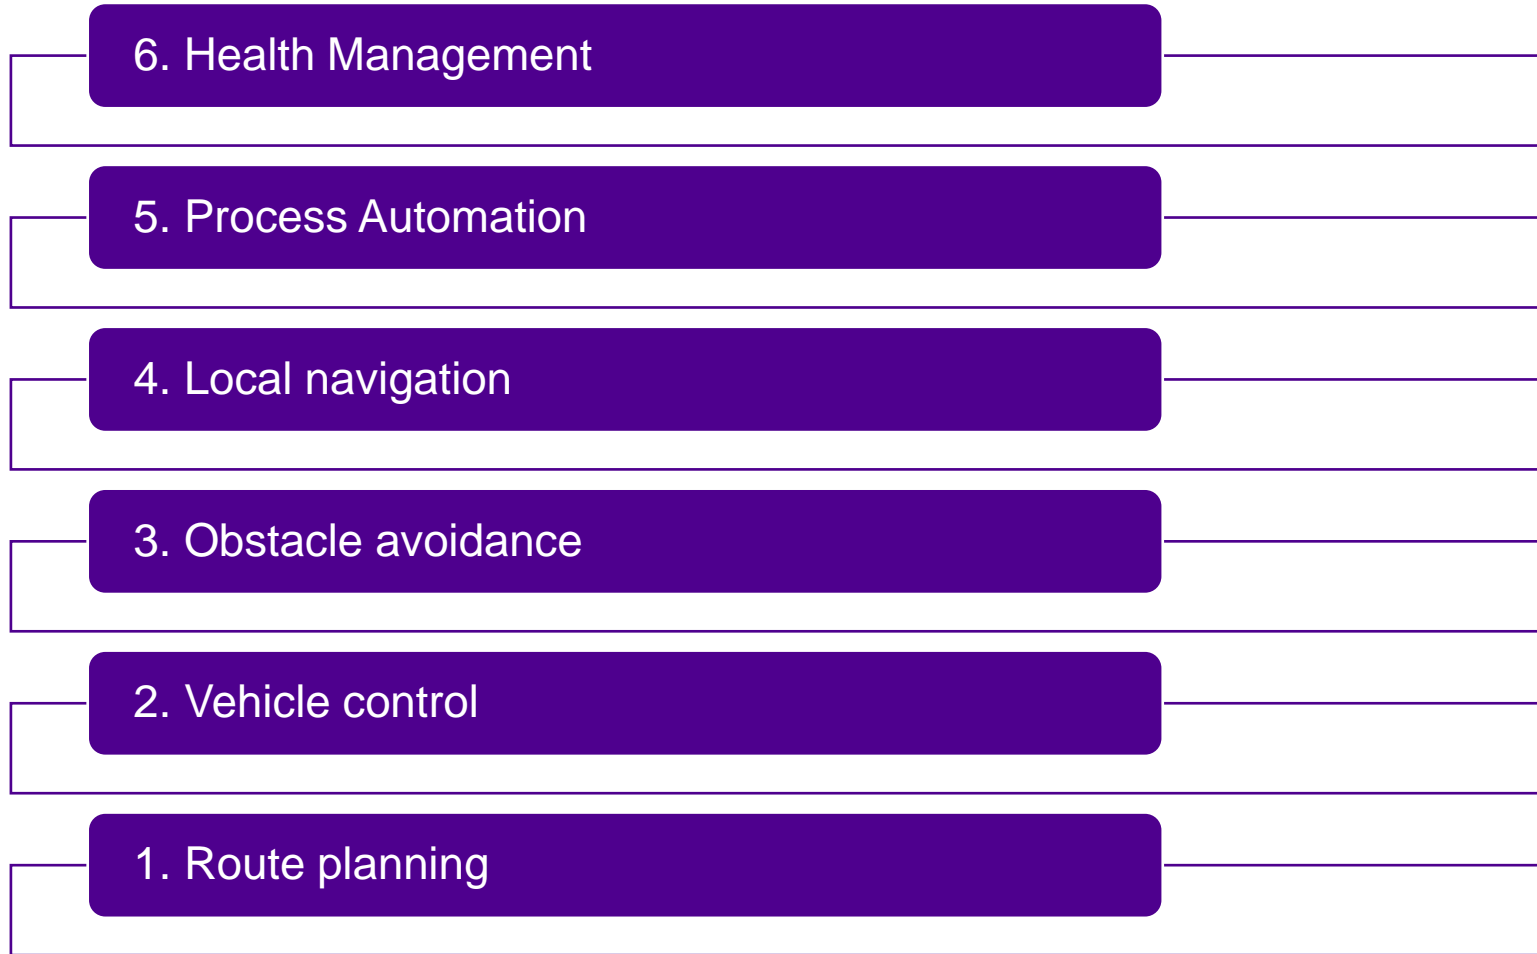 6. Health Management
5. Process Automation
4. Local navigation
3. Obstacle avoidance
2. Vehicle control
1. Route planning